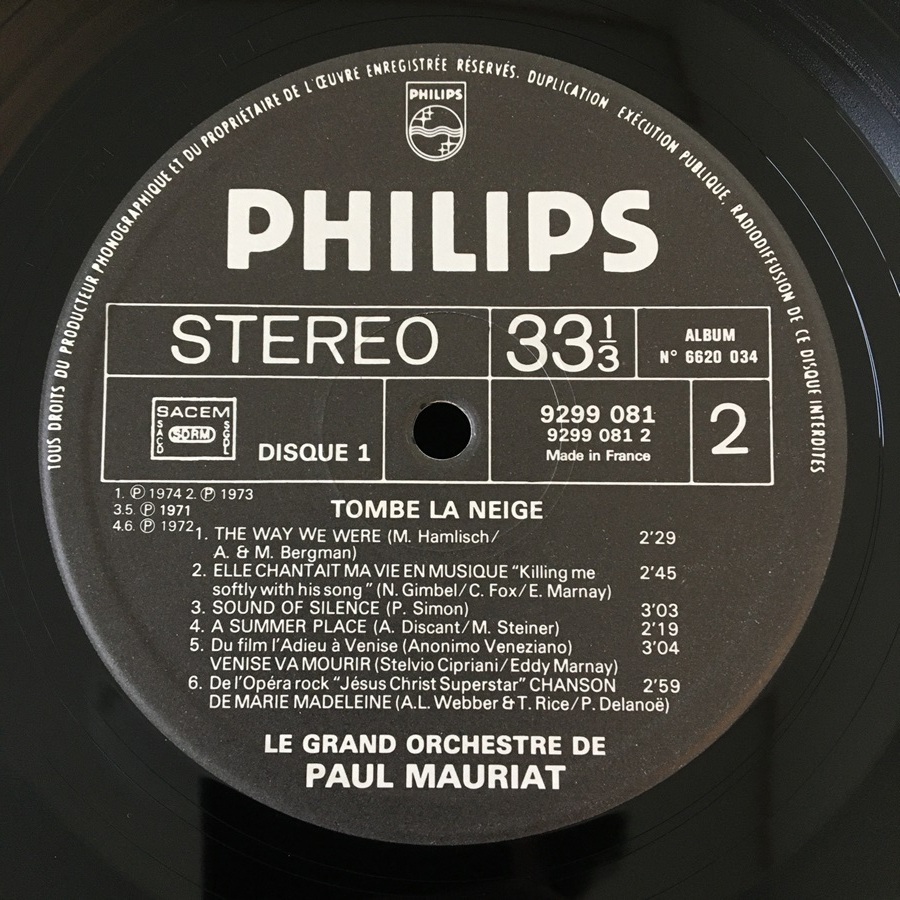 TOUS DROITS DU PRODUCTEUR PHONOGRAPHIQUE ET DU PROPRIÉTAIRE DE L'ŒUVRE ENREGISTRÉE RÉSERVÉS. DUPLICATION EXÉCUTION PUBLIQUE, RADIODIFFUSION DE CE DISQUE INTERDITES
PHILIPS
PHILIPS
STEREO
33 1/3
ALBUM
N° 6620 034
SACEM
SACD
SDRM
SGDL
DISQUE 1
9299 081
9299 081 2
Made in France
2
1. ℗ 1974 2. ℗ 1973
3.5. ℗ 1971
4.6. ℗ 1972
TOMBE LA NEIGE
1. THE WAY WE WERE (M. Hamlisch/ 2'29
A. & M. Bergman)
2. ELLE CHANTAIT MA VIE EN MUSIQUE "Killing me 2'45
softly with his song" (N. Gimbel/C. Fox/E. Marnay)
3. SOUND OF SILENCE (P. Simon) 3'03
4. A SUMMER PLACE (A. Discant/M. Steiner) 2'19
5. Du film l'Adieu à Venise (Anonimo Veneziano) 3'04
VENISE VA MOURIR (Stelvio Cipriani/Eddy Marnay)
6. De l'Opéra rock "Jésus Christ Superstar" CHANSON 2'59
DE MARIE MADELEINE (A.L. Webber & T. Rice/P. Delanoë)
LE GRAND ORCHESTRE DE
PAUL MAURIAT